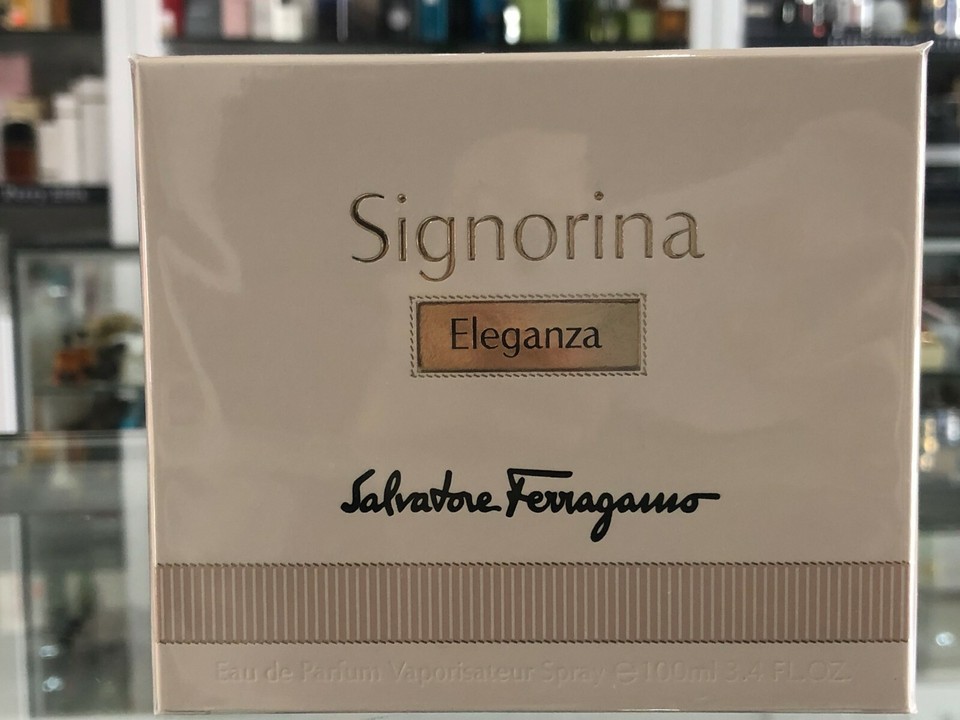 Signorina
Eleganza
Salvatore Ferragamo
Eau de Parfum Vaporisateur Spray ℮100ml 3.4 FL.OZ.